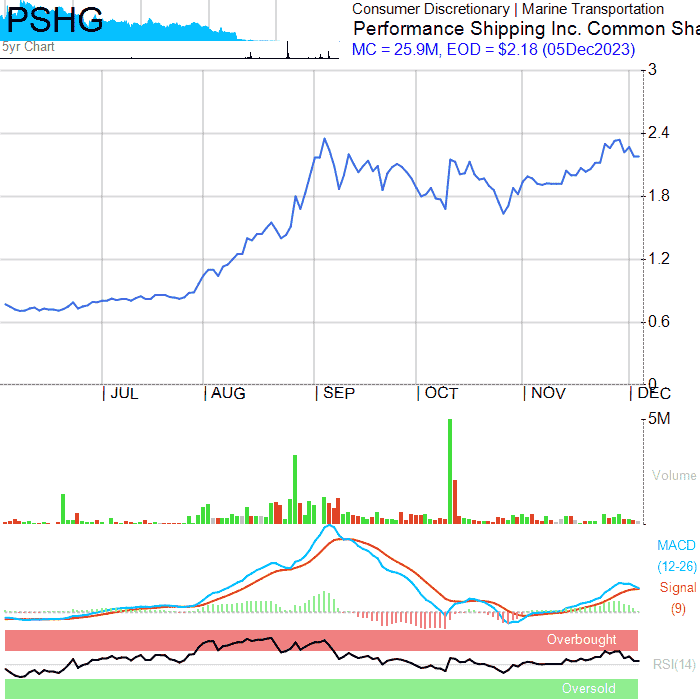 PSHG
5yr Chart
Consumer Discretionary | Marine Transportation
Performance Shipping Inc. Common Sha
MC = 25.9M, EOD = $2.18 (05Dec2023)
3
2.4
1.8
1.2
0.6
0
| JUL | AUG | SEP | OCT | NOV | DEC
5M
Volume
MACD
(12-26)
Signal
(9)
Overbought
RSI(14)
Oversold